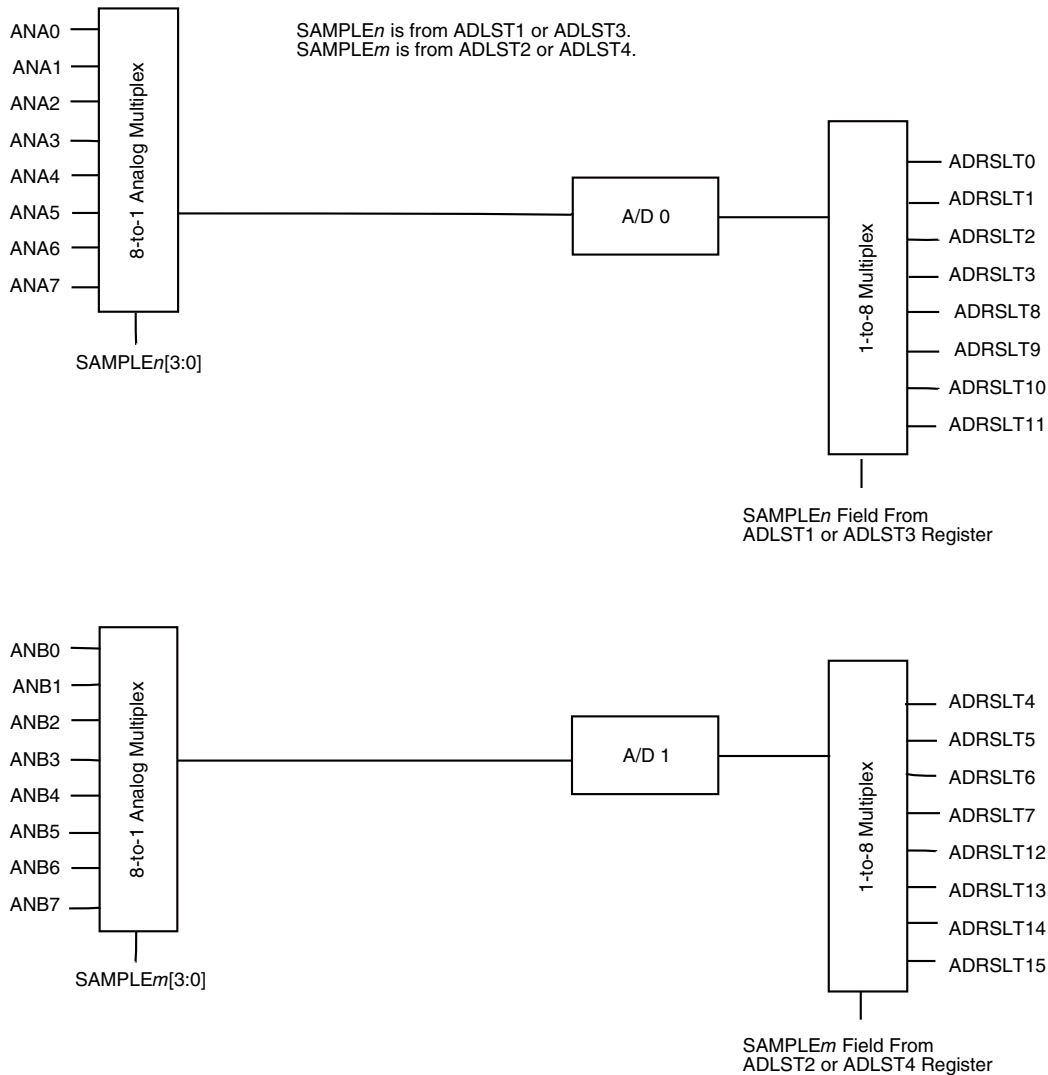 SAMPLEn is from ADLST1 or ADLST3.
SAMPLEm is from ADLST2 or ADLST4.
ANA0
ANA1
ANA2
ANA3
ANA4
ANA5
ANA6
ANA7
8-to-1 Analog Multiplex
SAMPLEn[3:0]
A/D 0
1-to-8 Multiplex
ADRSLT0
ADRSLT1
ADRSLT2
ADRSLT3
ADRSLT8
ADRSLT9
ADRSLT10
ADRSLT11
SAMPLEn Field From
ADLST1 or ADLST3 Register
ANB0
ANB1
ANB2
ANB3
ANB4
ANB5
ANB6
ANB7
8-to-1 Analog Multiplex
SAMPLEm[3:0]
A/D 1
1-to-8 Multiplex
ADRSLT4
ADRSLT5
ADRSLT6
ADRSLT7
ADRSLT12
ADRSLT13
ADRSLT14
ADRSLT15
SAMPLEm Field From
ADLST2 or ADLST4 Register